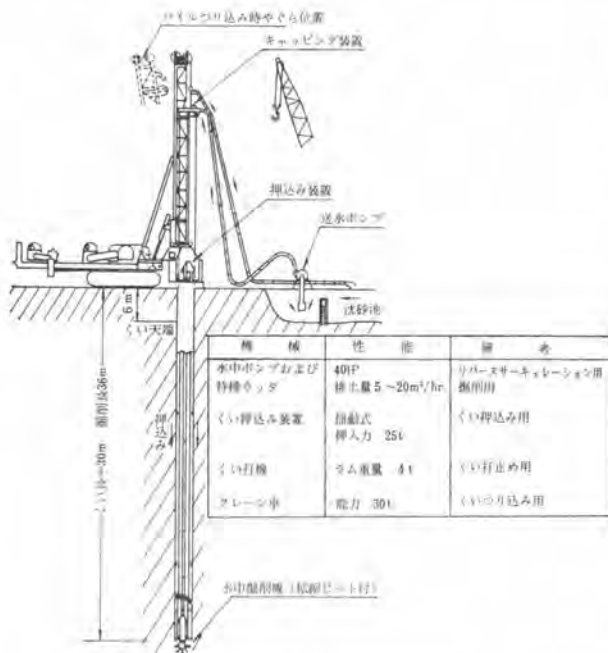 パイルつり込み時やぐら位置
キャッピング装置
押込み装置
送水ポンプ
沈砂池
6m
くい天端
掘削長36m
くい長さ30m
押込み
水中掘削機（拡翼ビット付）
機 械 性 能 備 考
水中ポンプおよび 40HP リバースサーキュレーション用
特種カッタ 排土量5～20m³/hr 掘削用
くい押込み装置 揺動式 くい押込み用
押入力 25t
くい打機 ラム重量 4t くい打止め用
クレーン車 能力 30t くいつり込み用